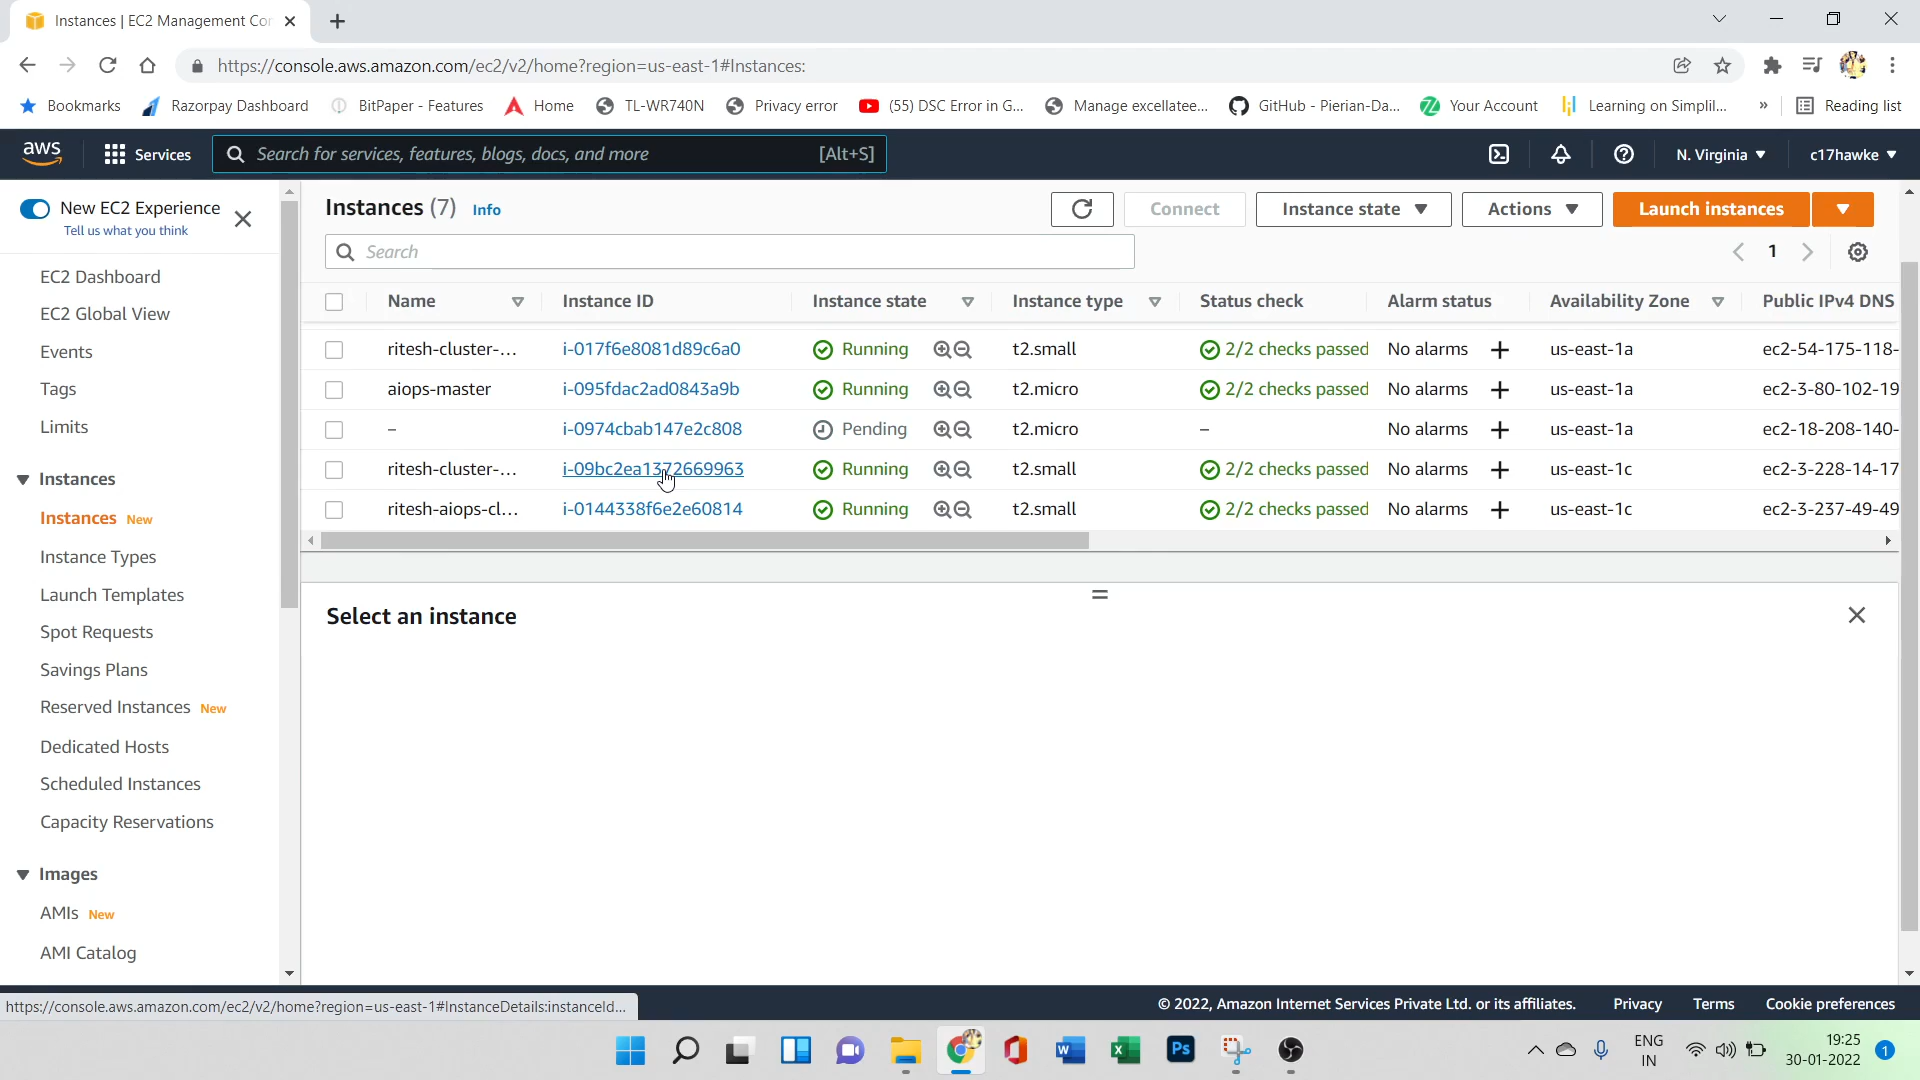 Instances | EC2 Management Con
https://console.aws.amazon.com/ec2/v2/home?region=us-east-1#Instances:
Bookmarks Razorpay Dashboard BitPaper - Features Home TL-WR740N Privacy error (55) DSC Error in G... Manage excellatee... GitHub - Pierian-Da... Your Account Learning on Simplil... » Reading list
aws Services Search for services, features, blogs, docs, and more [Alt+S] N. Virginia c17hawke
New EC2 Experience
Tell us what you think
EC2 Dashboard
EC2 Global View
Events
Tags
Limits
Instances
Instances New
Instance Types
Launch Templates
Spot Requests
Savings Plans
Reserved Instances New
Dedicated Hosts
Scheduled Instances
Capacity Reservations
Images
AMIs New
AMI Catalog
Instances (7) Info Connect Instance state Actions Launch instances
Search 1
Name Instance ID Instance state Instance type Status check Alarm status Availability Zone Public IPv4 DNS
ritesh-cluster-... i-017f6e8081d89c6a0 Running t2.small 2/2 checks passed No alarms us-east-1a ec2-54-175-118-
aiops-master i-095fdac2ad0843a9b Running t2.micro 2/2 checks passed No alarms us-east-1a ec2-3-80-102-19
– i-0974cbab147e2c808 Pending t2.micro – No alarms us-east-1a ec2-18-208-140-
ritesh-cluster-... i-09bc2ea1372669963 Running t2.small 2/2 checks passed No alarms us-east-1c ec2-3-228-14-17
ritesh-aiops-cl... i-0144338f6e2e60814 Running t2.small 2/2 checks passed No alarms us-east-1c ec2-3-237-49-49
Select an instance
https://console.aws.amazon.com/ec2/v2/home?region=us-east-1#InstanceDetails:instanceId...
© 2022, Amazon Internet Services Private Ltd. or its affiliates. Privacy Terms Cookie preferences
W X Ps
ENG
IN
19:25
30-01-2022
1